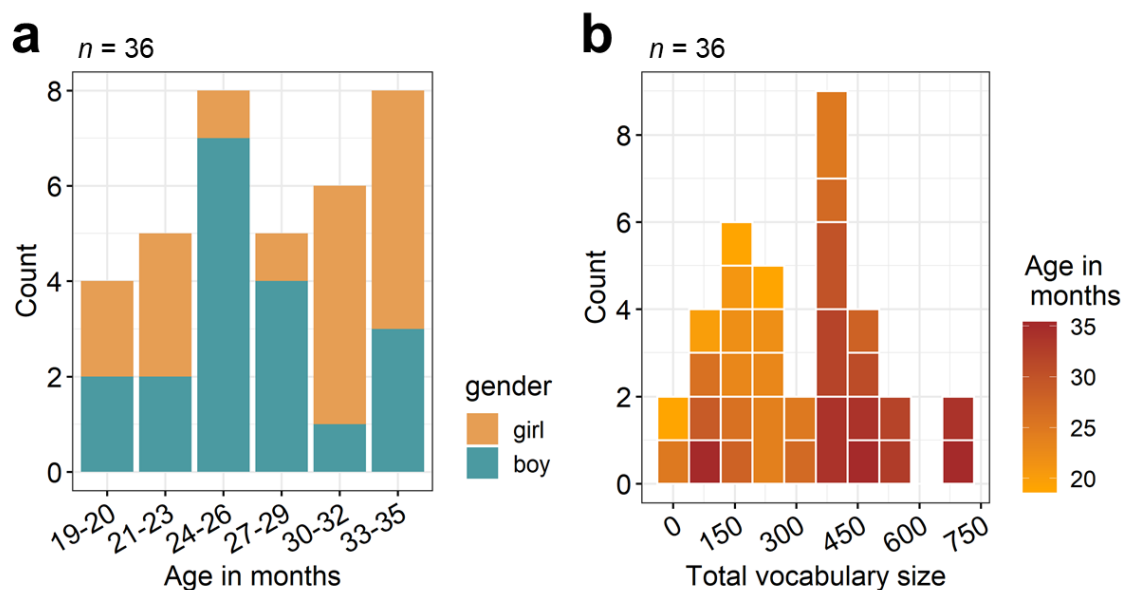 a
n = 36
Count
8
6
4
2
0
19-20
21-23
24-26
27-29
30-32
33-35
Age in months
gender
girl
boy
b
n = 36
Count
8
6
4
2
0
0
150
300
450
600
750
Total vocabulary size
Age in
months
35
30
25
20